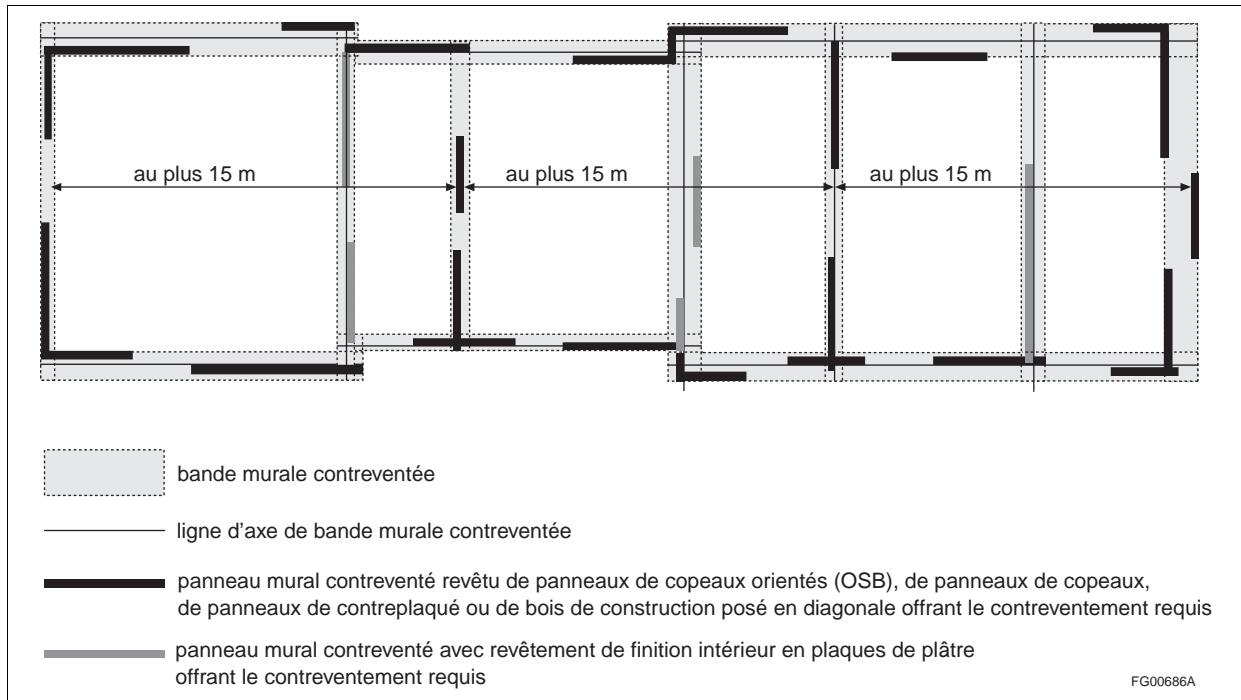 au plus 15 m
au plus 15 m
au plus 15 m
bande murale contreventée
ligne d'axe de bande murale contreventée
panneau mural contreventé revêtu de panneaux de copeaux orientés (OSB), de panneaux de copeaux,
de panneaux de contreplaqué ou de bois de construction posé en diagonale offrant le contreventement requis
panneau mural contreventé avec revêtement de finition intérieur en plaques de plâtre
offrant le contreventement requis
FG00686A